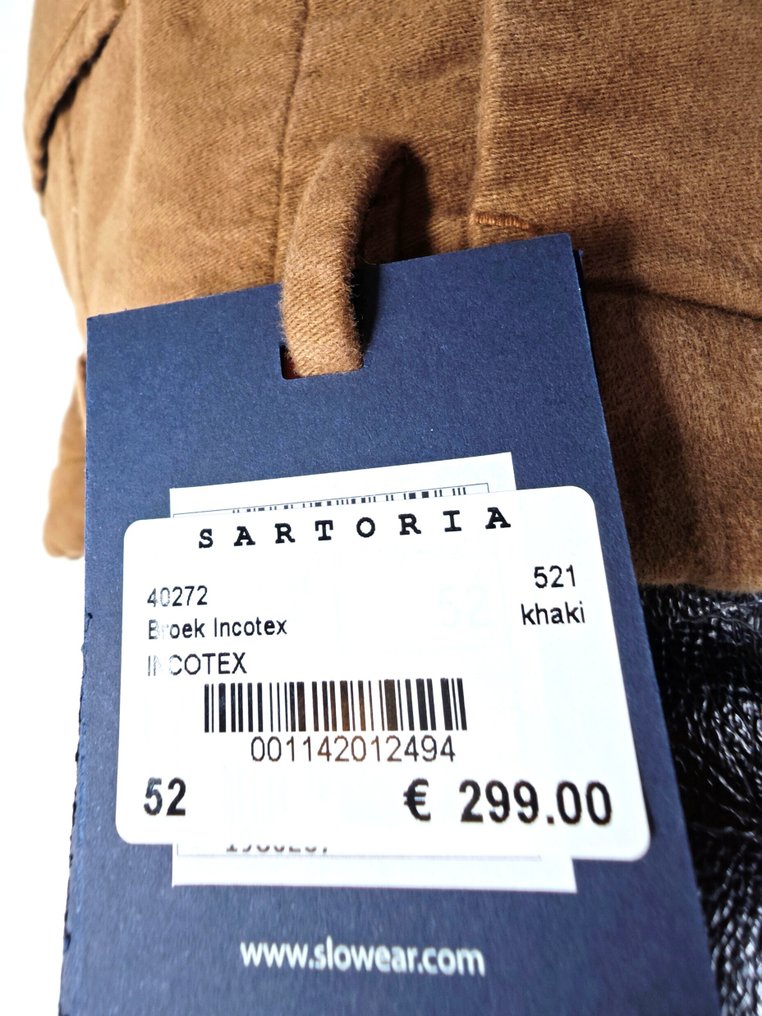 SARTORIA
40272
521
Broek Incotex
khaki
INCOTEX
001142012494
52
€ 299.00
www.slowear.com